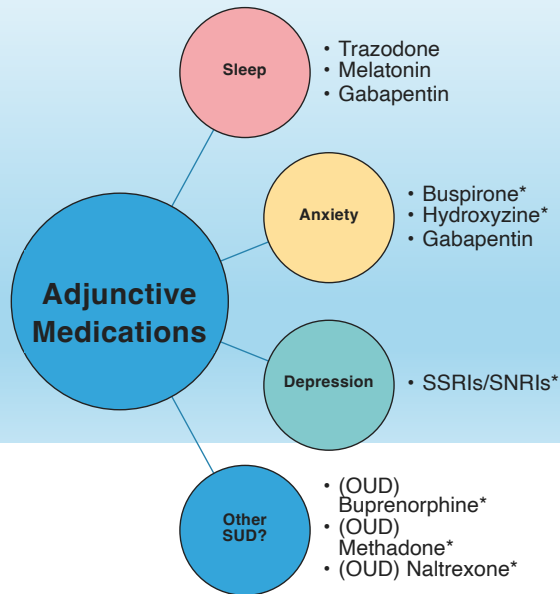 Sleep
• Trazodone
• Melatonin
• Gabapentin
Anxiety
• Buspirone*
• Hydroxyzine*
• Gabapentin
Adjunctive
Medications
Depression
• SSRIs/SNRIs*
Other
SUD?
• (OUD)
Buprenorphine*
• (OUD)
Methadone*
• (OUD) Naltrexone*